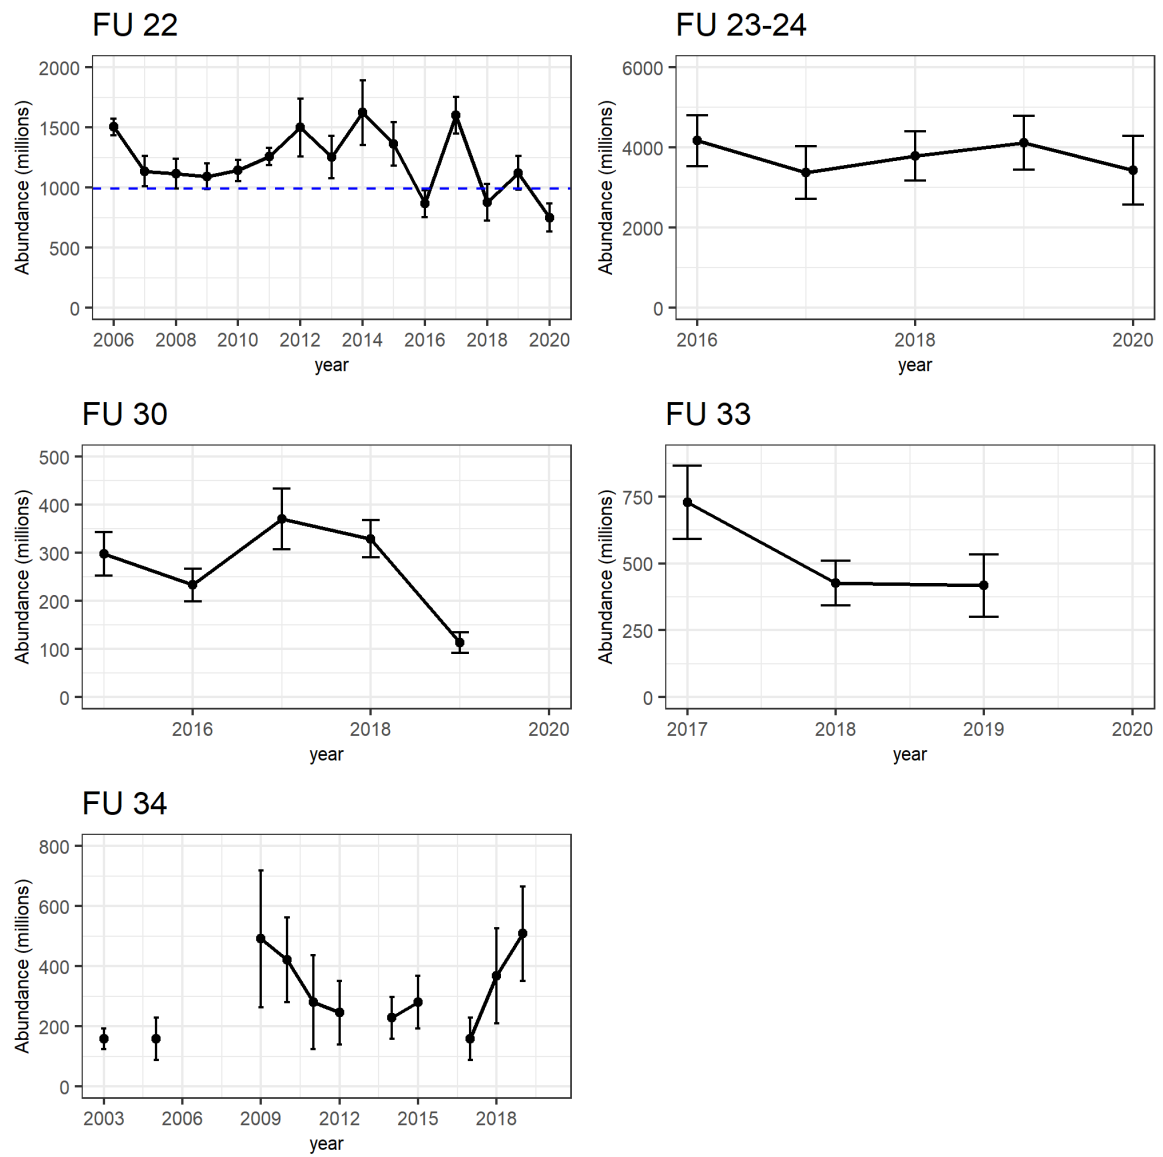 FU 22
Abundance (millions)
2000
1500
1000
500
0
2006 2008 2010 2012 2014 2016 2018 2020
year
FU 23-24
Abundance (millions)
6000
4000
2000
0
2016 2018 2020
year
FU 30
Abundance (millions)
500
400
300
200
100
0
2016 2018 2020
year
FU 33
Abundance (millions)
750
500
250
0
2017 2018 2019 2020
year
FU 34
Abundance (millions)
800
600
400
200
0
2003 2006 2009 2012 2015 2018
year